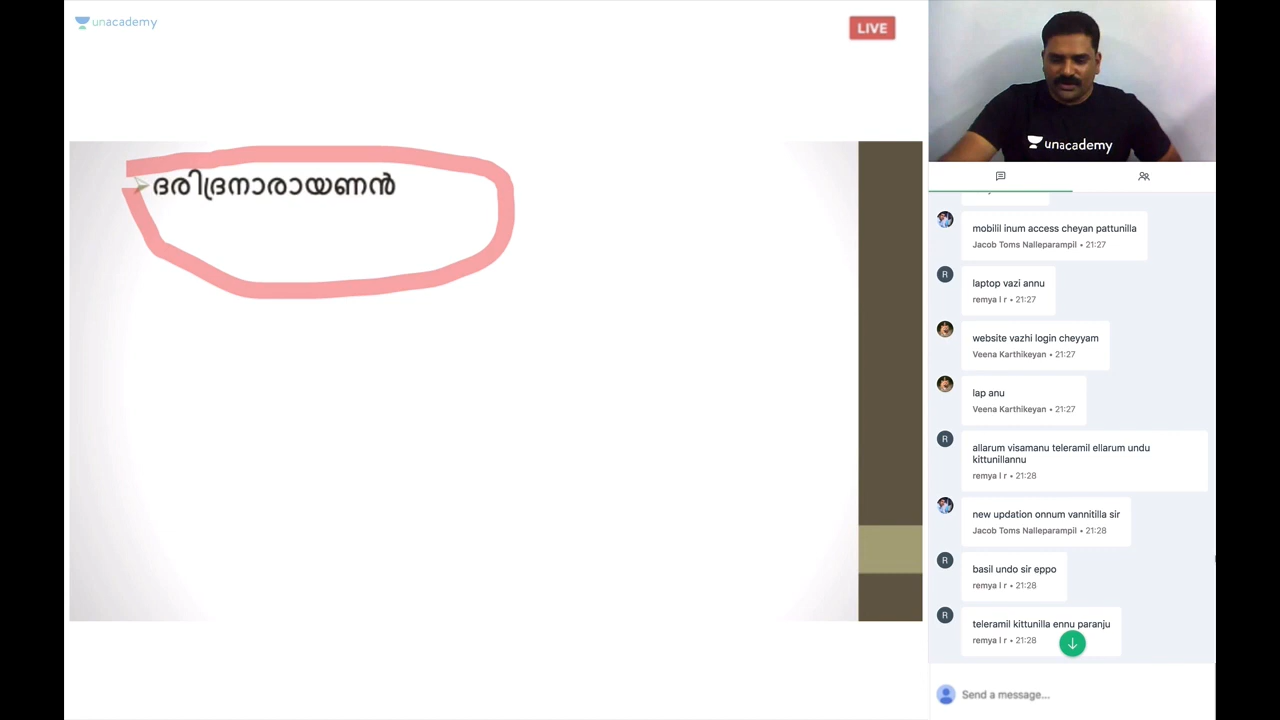 unacademy
LIVE
ദരിദ്രനാരായണൻ
unacademy
mobilil inum access cheyan pattunilla
Jacob Toms Nalleparampil • 21:27
R
laptop vazi annu
remya l r • 21:27
website vazhi login cheyyam
Veena Karthikeyan • 21:27
lap anu
Veena Karthikeyan • 21:27
R
allarum visamanu teleramil ellarum undu
kittunillannu
remya l r • 21:28
new updation onnum vannitilla sir
Jacob Toms Nalleparampil • 21:28
R
basil undo sir eppo
remya l r • 21:28
R
teleramil kittunilla ennu paranju
remya l r • 21:28
Send a message...